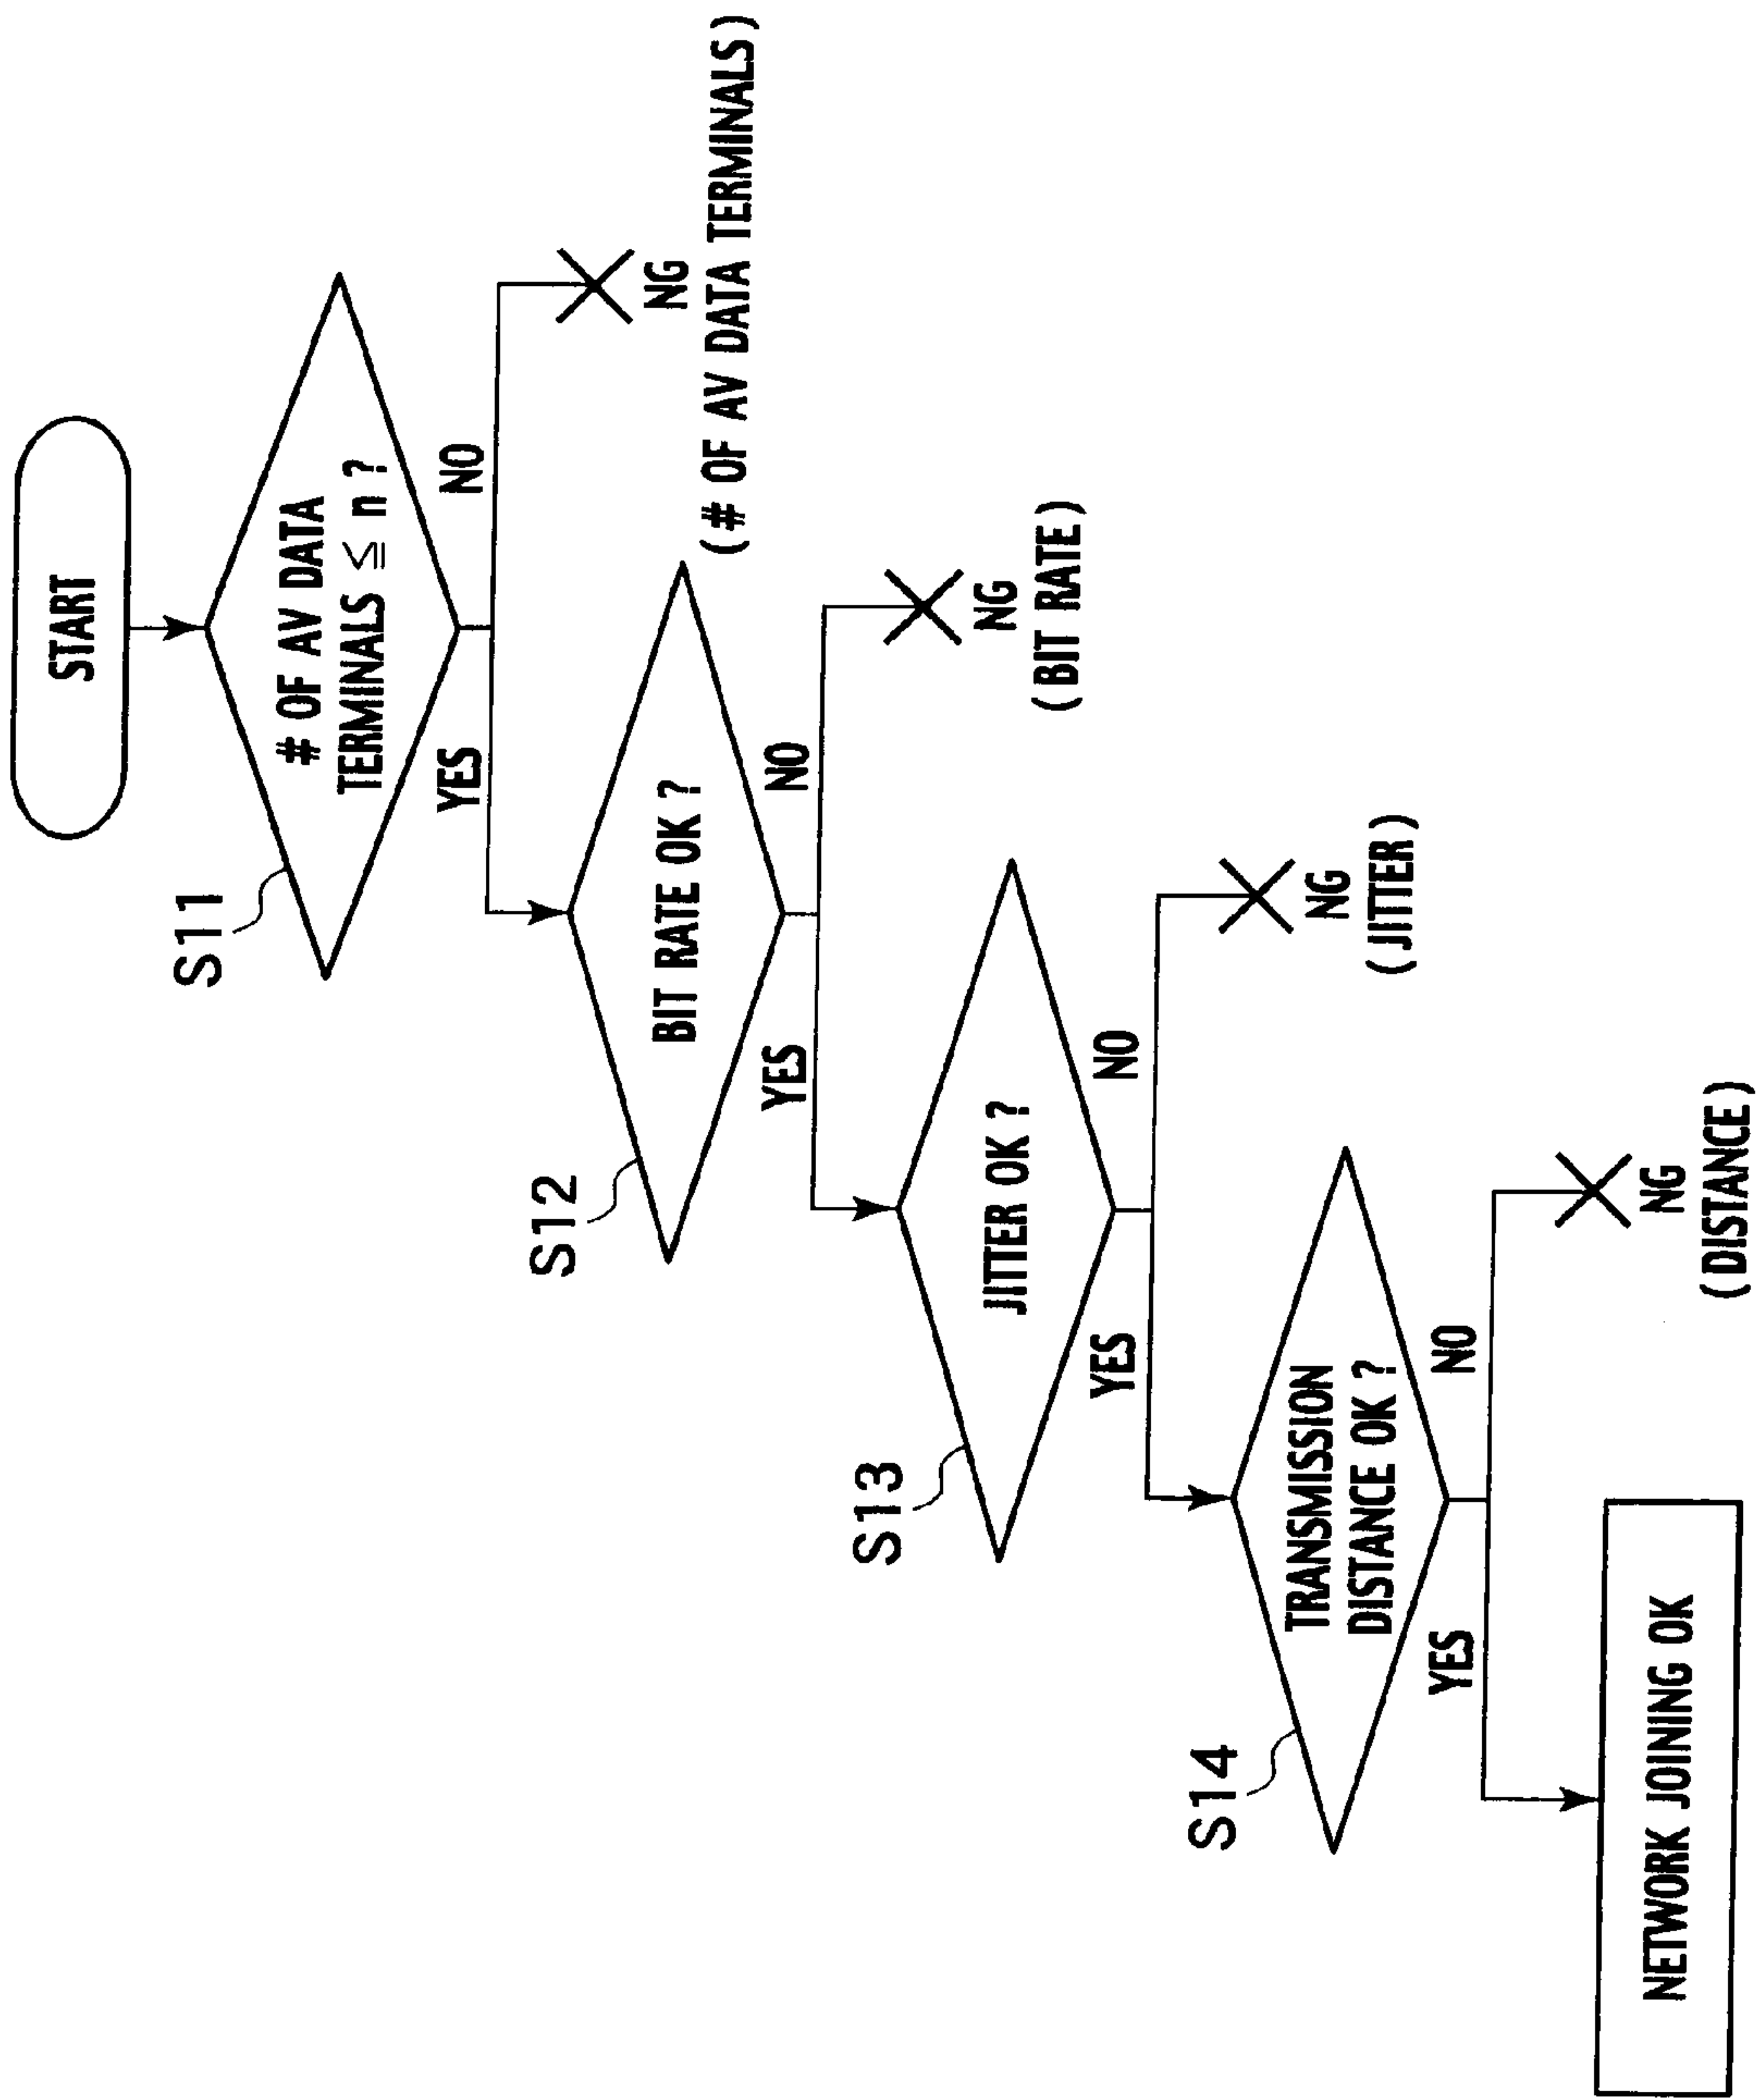 START
S11
# OF AV DATA
TERMINALS ≦ n ?
YES
NO
NG
(# OF AV DATA TERMINALS)
S12
BIT RATE OK ?
YES
NO
NG
(BIT RATE)
S13
JITTER OK ?
YES
NO
NG
(JITTER)
S14
TRANSMISSION
DISTANCE OK ?
YES
NO
NG
(DISTANCE)
NETWORK JOINING OK